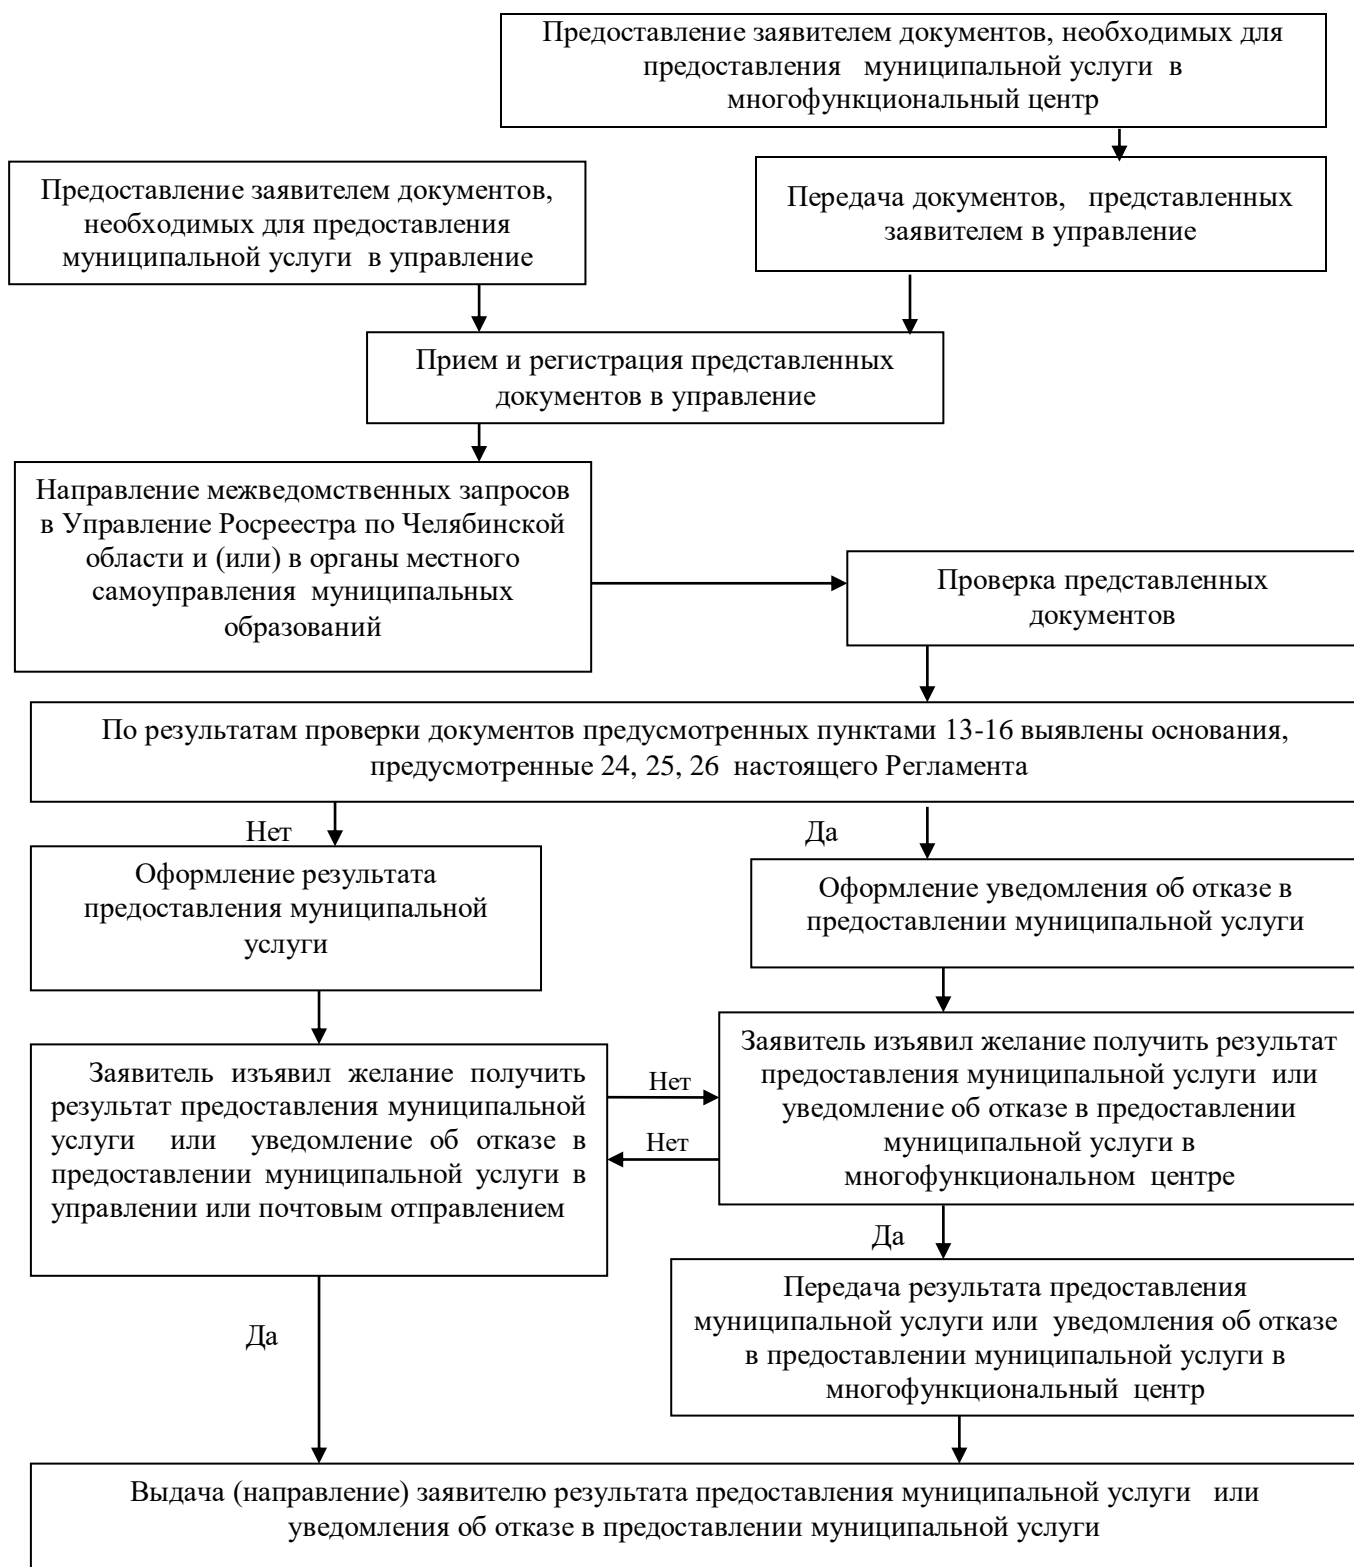 Предоставление заявителем документов, необходимых для
предоставления муниципальной услуги в
многофункциональный центр
Предоставление заявителем документов,
необходимых для предоставления
муниципальной услуги в управление
Передача документов, представленных
заявителем в управление
Прием и регистрация представленных
документов в управление
Направление межведомственных запросов
в Управление Росреестра по Челябинской
области и (или) в органы местного
самоуправления муниципальных
образований
Проверка представленных
документов
По результатам проверки документов предусмотренных пунктами 13-16 выявлены основания,
предусмотренные 24, 25, 26 настоящего Регламента
Нет
Да
Оформление результата
предоставления муниципальной
услуги
Оформление уведомления об отказе в
предоставлении муниципальной услуги
Заявитель изъявил желание получить
результат предоставления муниципальной
услуги или уведомление об отказе в
предоставлении муниципальной услуги в
управлении или почтовым отправлением
Нет
Нет
Заявитель изъявил желание получить результат
предоставления муниципальной услуги или
уведомление об отказе в предоставлении
муниципальной услуги в
многофункциональном центре
Да
Да
Передача результата предоставления
муниципальной услуги или уведомления об отказе
в предоставлении муниципальной услуги в
многофункциональный центр
Выдача (направление) заявителю результата предоставления муниципальной услуги или
уведомления об отказе в предоставлении муниципальной услуги